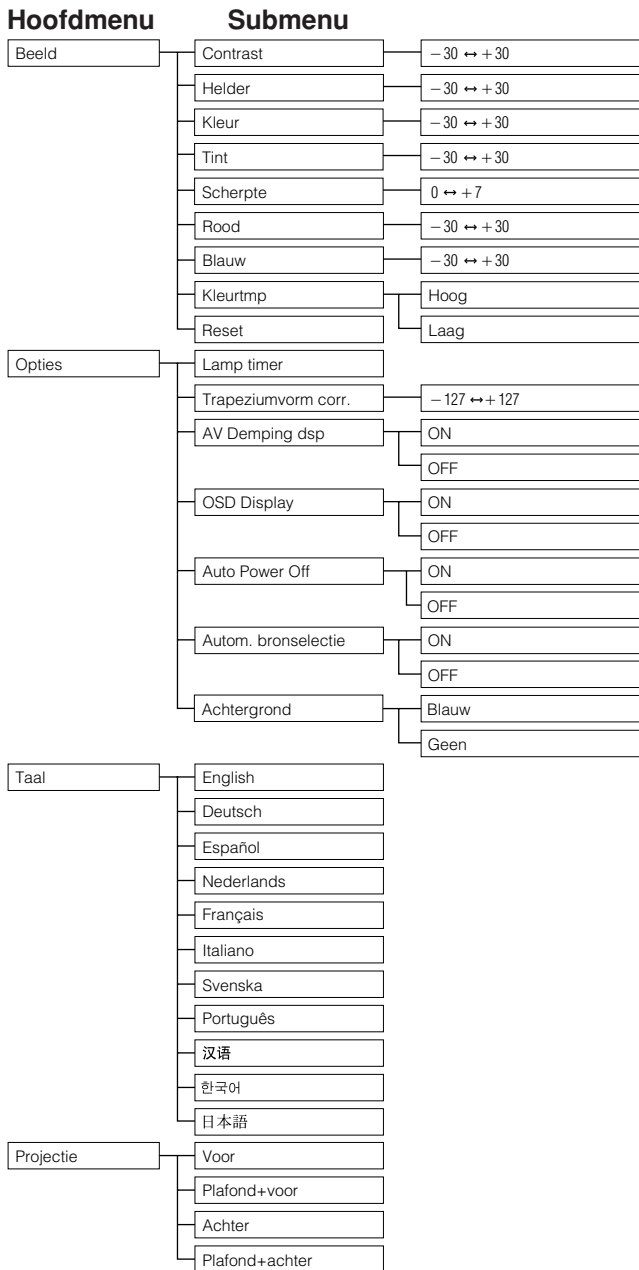 Hoofdmenu Submenu
Beeld Contrast −30 ↔ +30
Helder −30 ↔ +30
Kleur −30 ↔ +30
Tint −30 ↔ +30
Scherpte 0 ↔ +7
Rood −30 ↔ +30
Blauw −30 ↔ +30
Kleurtmp Hoog
Reset Laag
Opties Lamp timer
Trapeziumvorm corr. −127 ↔ +127
AV Demping dsp ON
OFF
OSD Display ON
OFF
Auto Power Off ON
OFF
Autom. bronselectie ON
OFF
Achtergrond Blauw
Geen
Taal English
Deutsch
Español
Nederlands
Français
Italiano
Svenska
Português
汉语
한국어
日本語
Projectie Voor
Plafond+voor
Achter
Plafond+achter